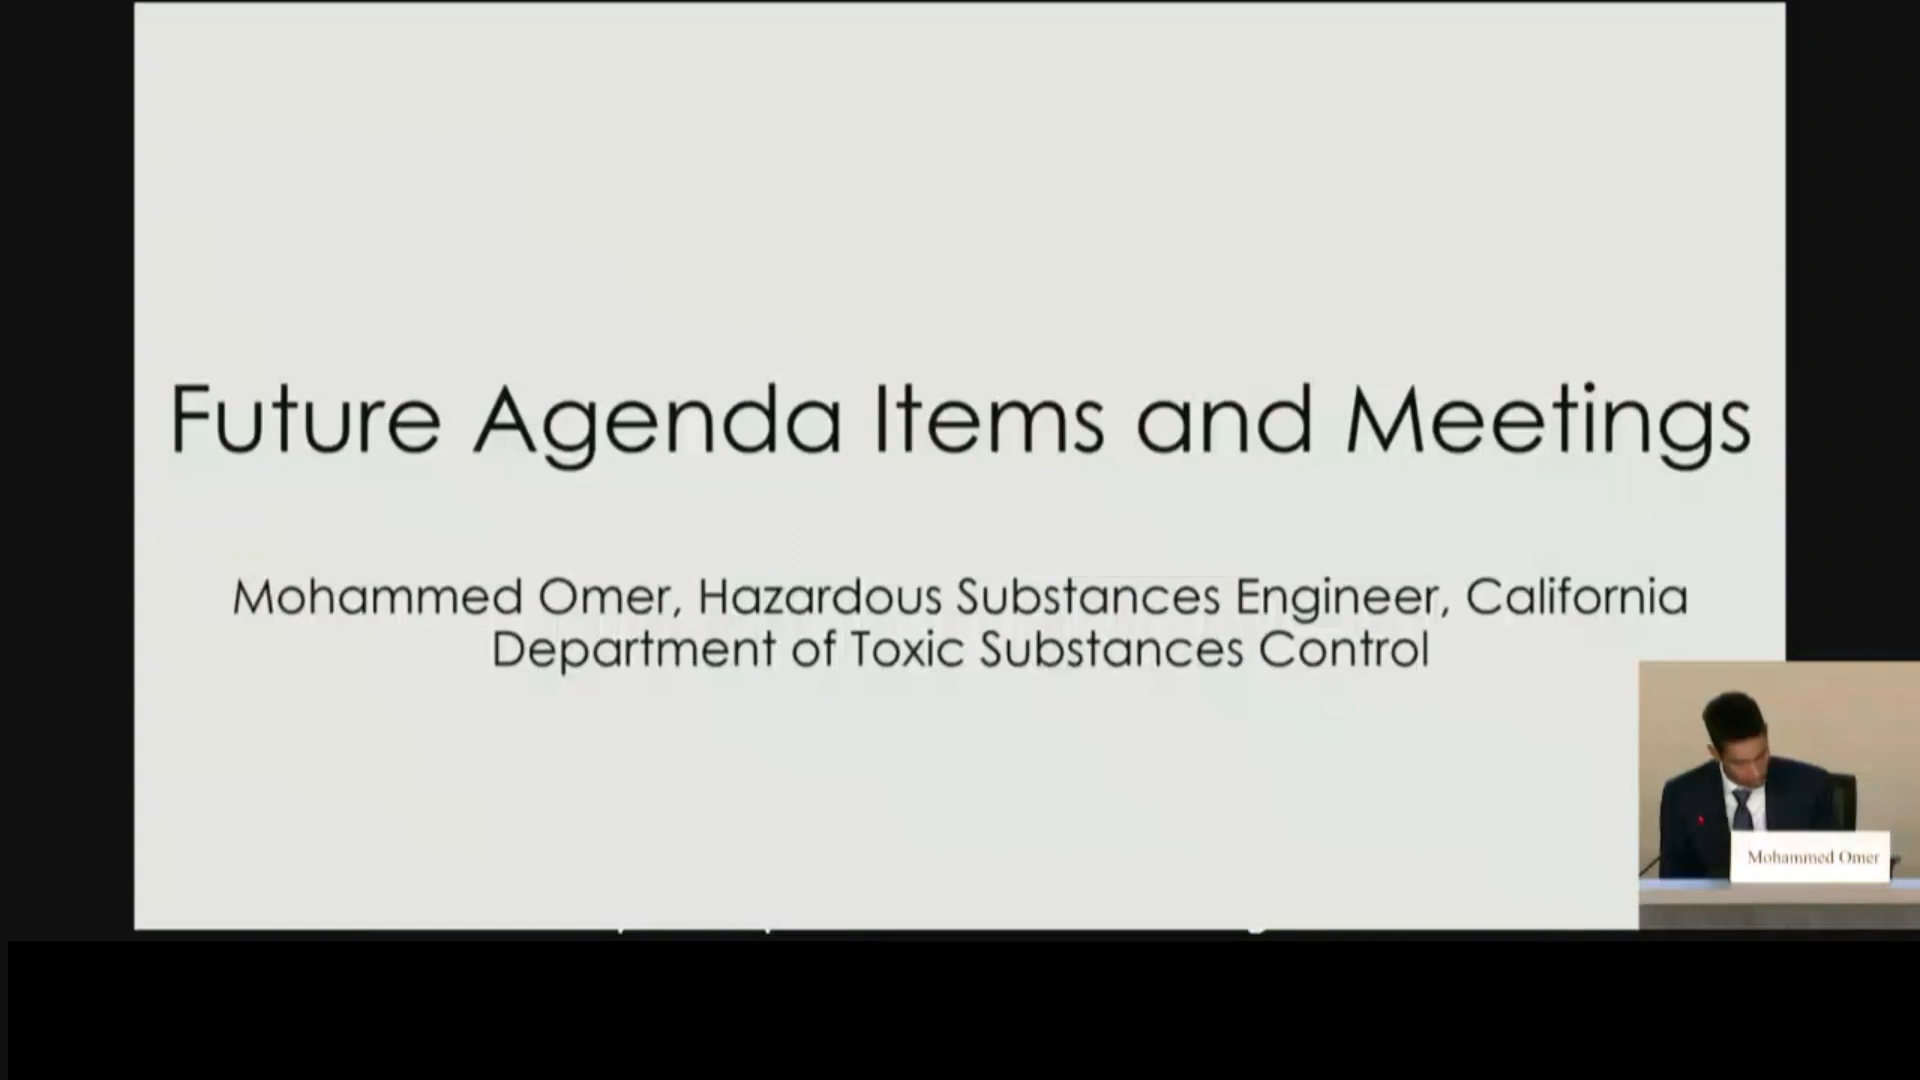 Future Agenda Items and Meetings
Mohammed Omer, Hazardous Substances Engineer, California
Department of Toxic Substances Control
Mohammed Omer